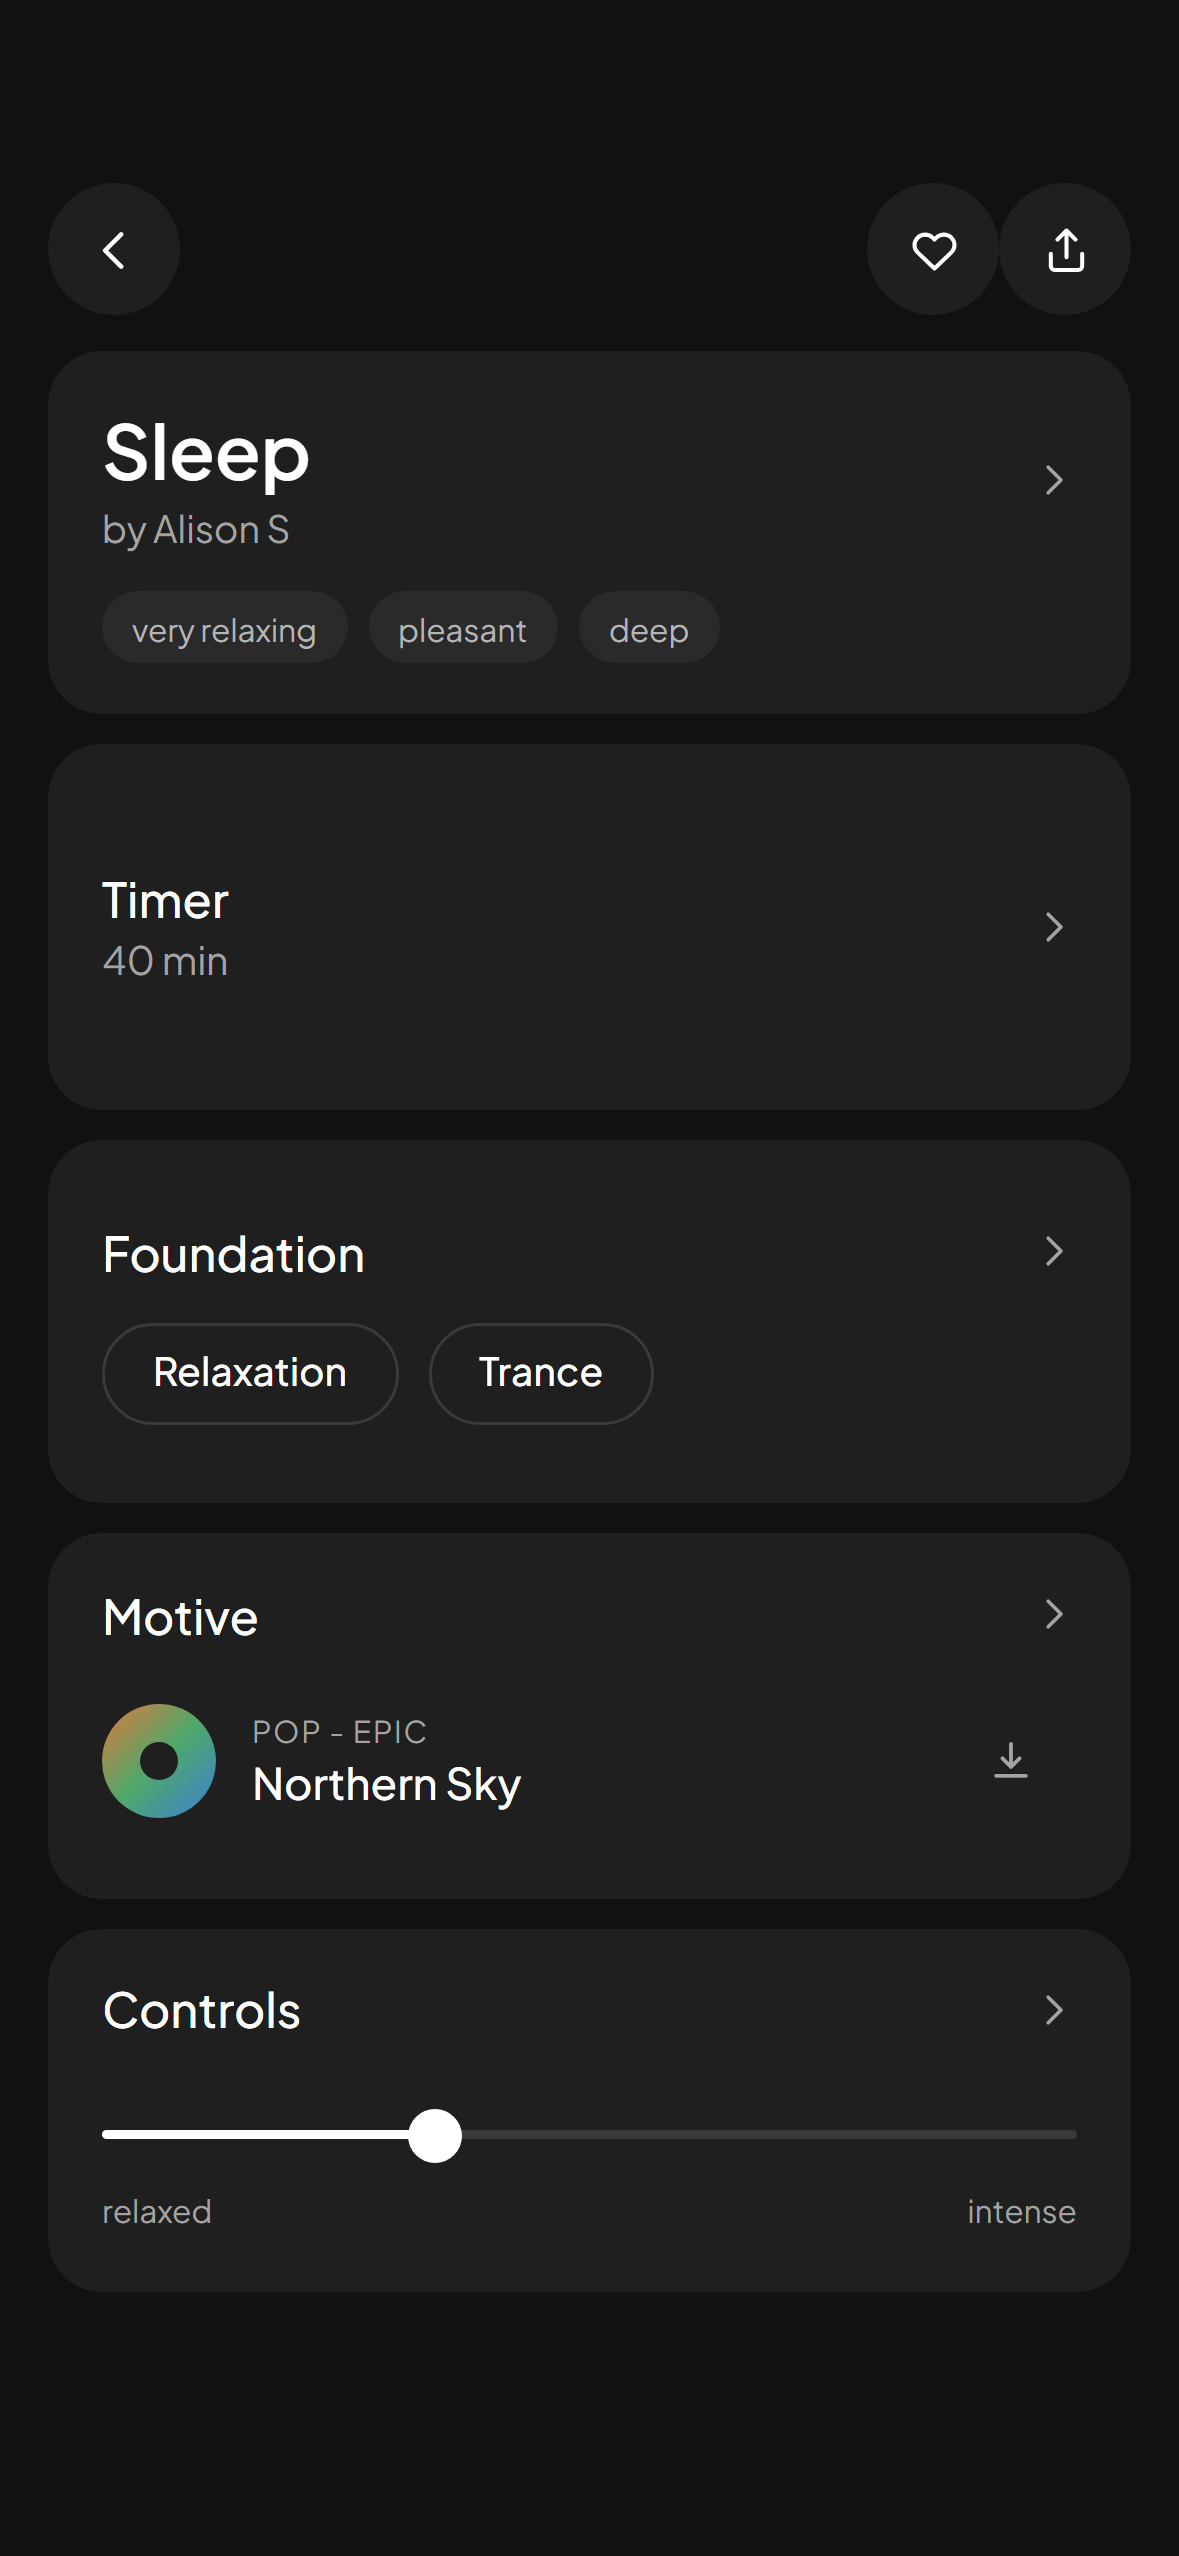 Sleep
by Alison S
very relaxing pleasant deep
Timer
40 min
Foundation
Relaxation Trance
Motive
POP - EPIC
Northern Sky
Controls
relaxed intense